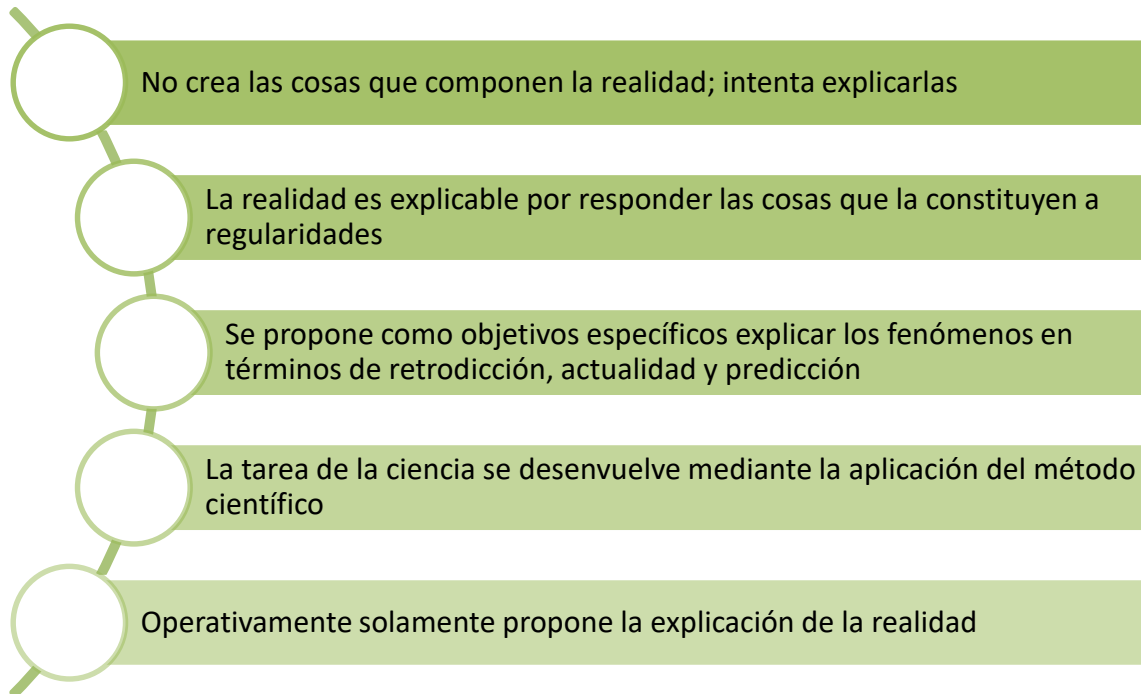 No crea las cosas que componen la realidad; intenta explicarlas
La realidad es explicable por responder las cosas que la constituyen a
regularidades
Se propone como objetivos específicos explicar los fenómenos en
términos de retrodicción, actualidad y predicción
La tarea de la ciencia se desenvuelve mediante la aplicación del método
científico
Operativamente solamente propone la explicación de la realidad